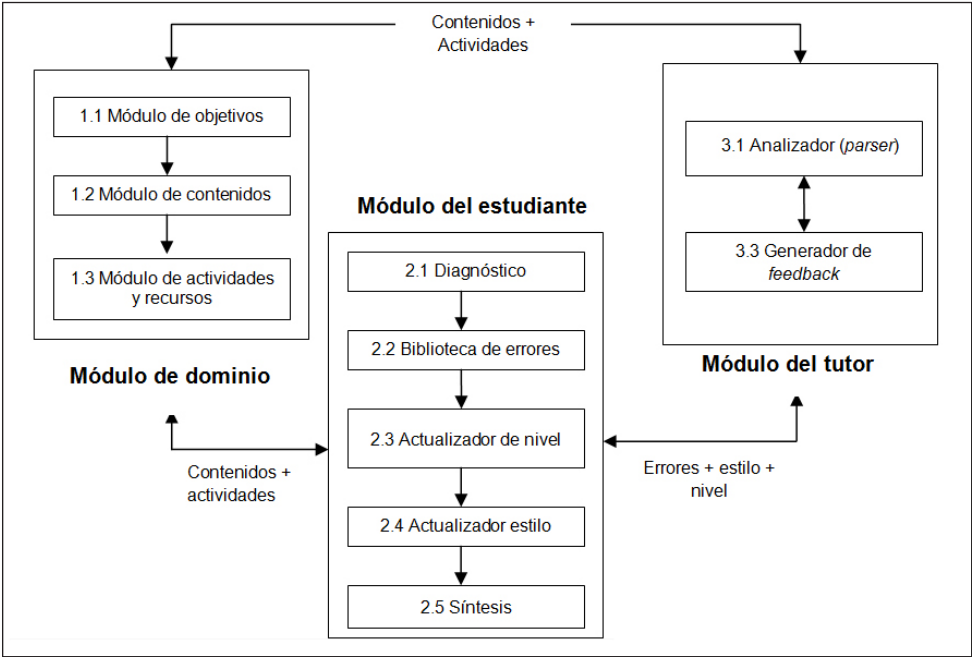 Contenidos +
Actividades
1.1 Módulo de objetivos
1.2 Módulo de contenidos
1.3 Módulo de actividades
y recursos
Módulo de dominio
Contenidos +
actividades
Módulo del estudiante
2.1 Diagnóstico
2.2 Biblioteca de errores
2.3 Actualizador de nivel
2.4 Actualizador estilo
2.5 Síntesis
3.1 Analizador (parser)
3.3 Generador de
feedback
Módulo del tutor
Errores + estilo +
nivel